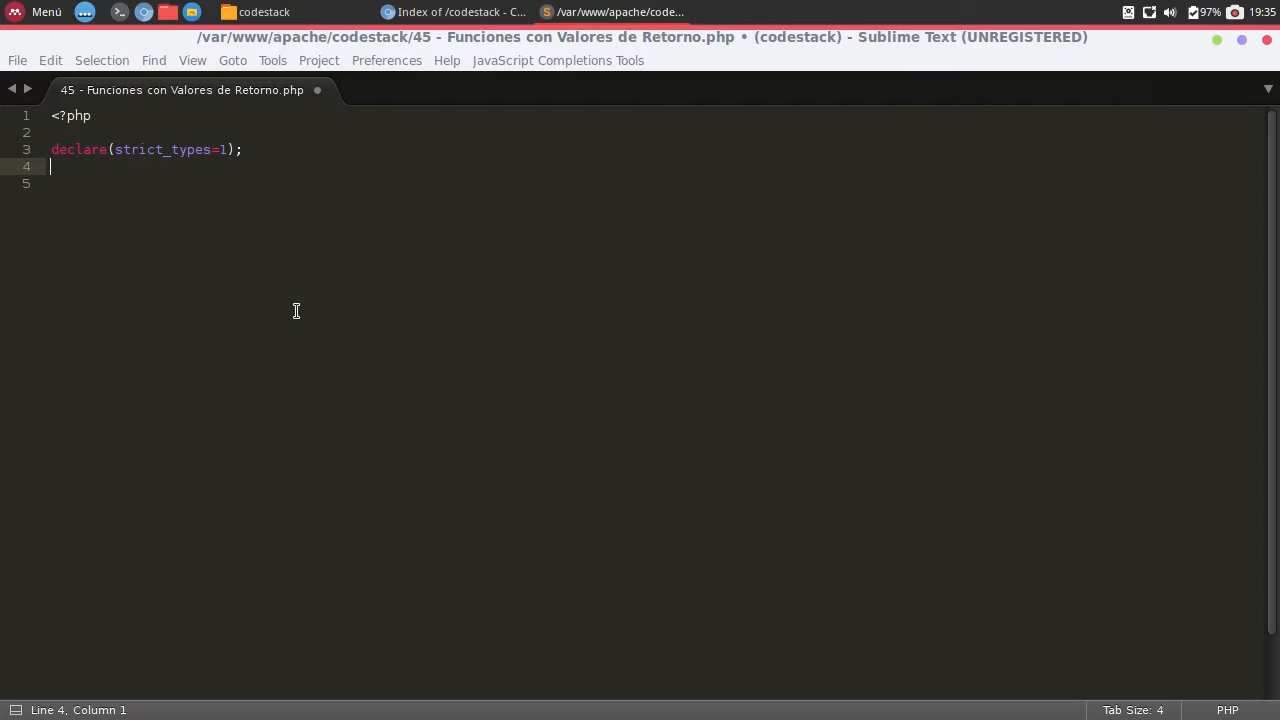 Menú
codestack
Index of /codestack - C...
/var/www/apache/code...
97%
19:35
/var/www/apache/codestack/45 - Funciones con Valores de Retorno.php • (codestack) - Sublime Text (UNREGISTERED)
File Edit Selection Find View Goto Tools Project Preferences Help JavaScript Completions Tools
45 - Funciones con Valores de Retorno.php
1 <?php
2
3 declare(strict_types=1);
4
5
Line 4, Column 1
Tab Size: 4
PHP